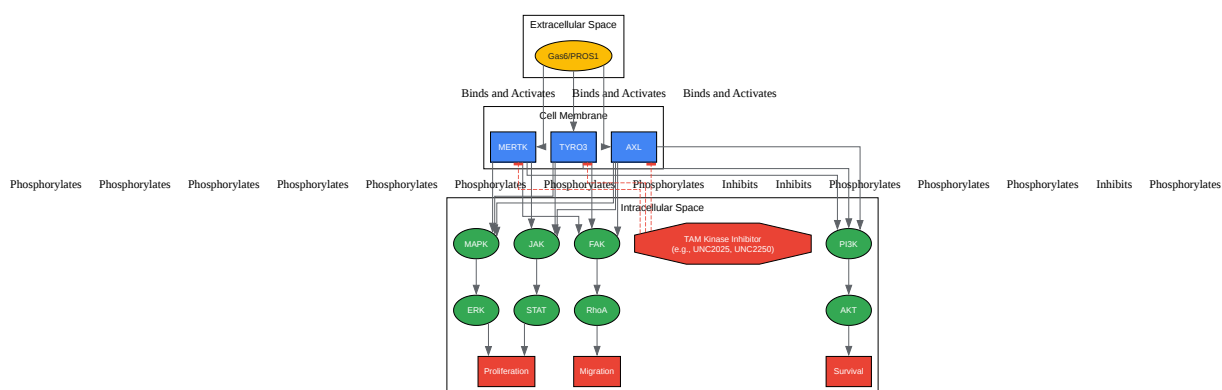 Extracellular Space
Gas6/PROS1
Binds and Activates Binds and Activates Binds and Activates
Cell Membrane
MERTK TYRO3 AXL
Phosphorylates Phosphorylates Phosphorylates Phosphorylates Phosphorylates Phosphorylates Phosphorylates Phosphorylates Inhibits Inhibits Phosphorylates Phosphorylates Phosphorylates Inhibits Phosphorylates
Intracellular Space
MAPK JAK FAK TAM Kinase Inhibitor PI3K
(e.g., UNC2025, UNC2250)
ERK STAT RhoA AKT
Proliferation Migration Survival